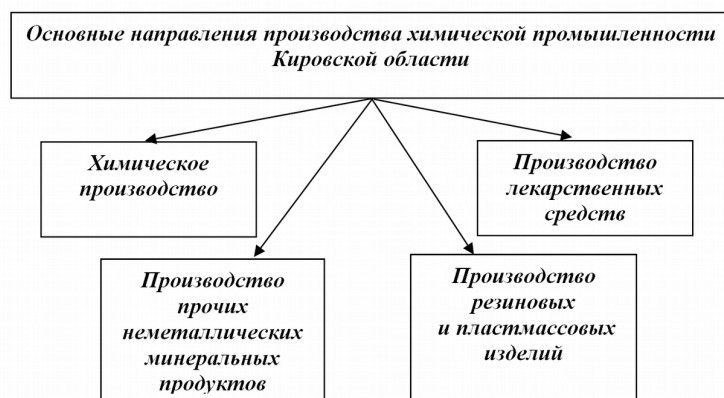 Основные направления производства химической промышленности
Кировской области
Химическое
производство
Производство
лекарственных
средств
Производство
прочих
неметаллических
минеральных
продуктов
Производство
резиновых
и пластмассовых
изделий